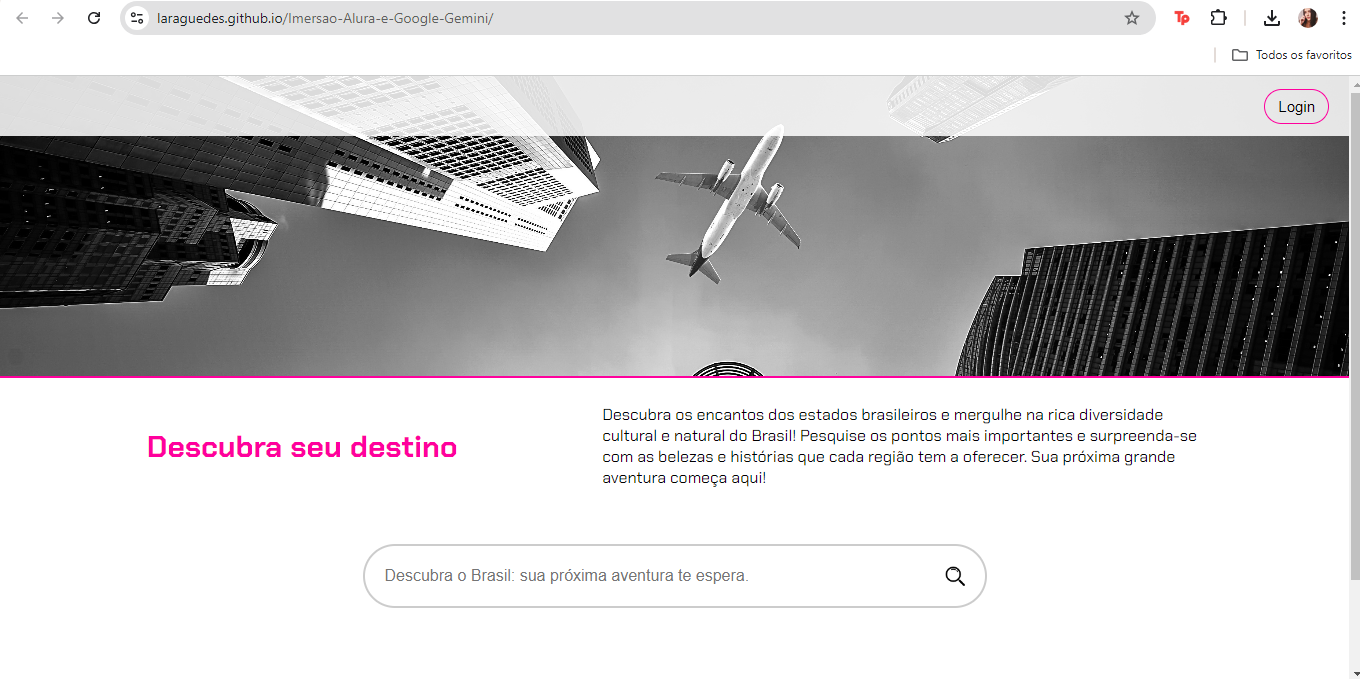 laraguedes.github.io/Imersao-Alura-e-Google-Gemini/
Tp
Todos os favoritos
Login
Descubra seu destino
Descubra os encantos dos estados brasileiros e mergulhe na rica diversidade
cultural e natural do Brasil! Pesquise os pontos mais importantes e surpreenda-se
com as belezas e histórias que cada região tem a oferecer. Sua próxima grande
aventura começa aqui!
Descubra o Brasil: sua próxima aventura te espera.